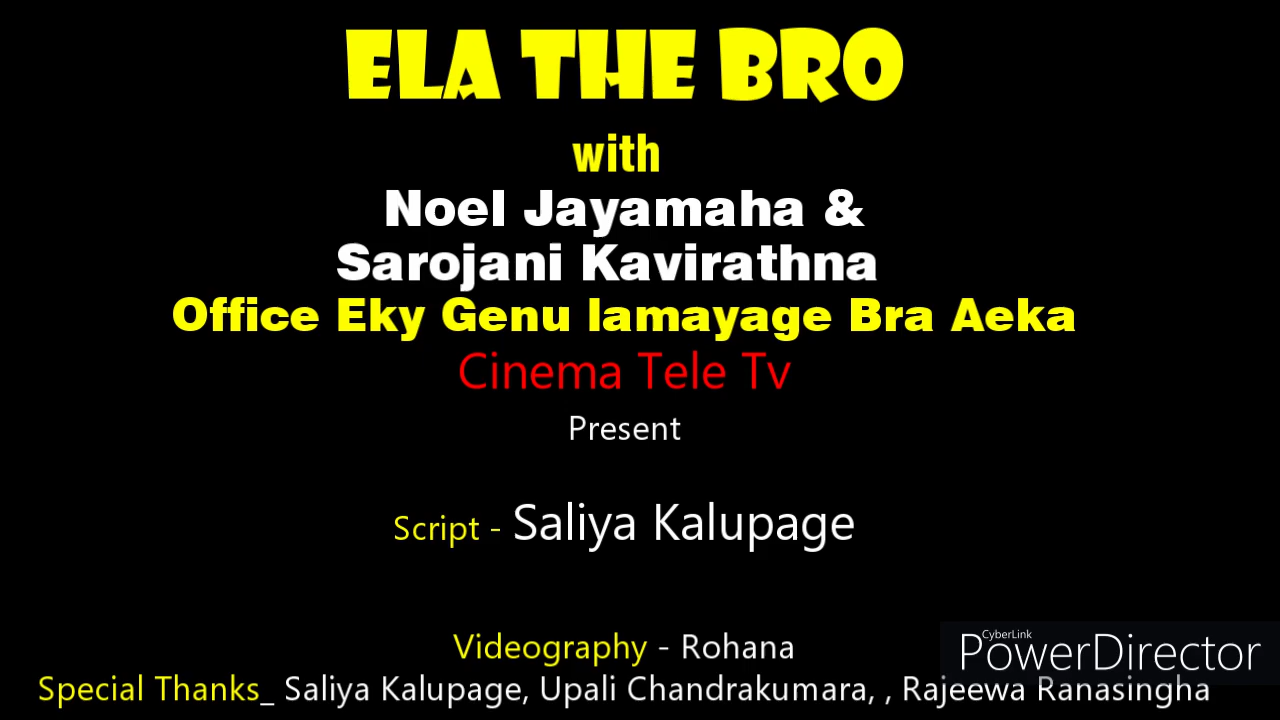 ELA THE BRO
with
Noel Jayamaha &
Sarojani Kavirathna
Office Eky Genu lamayage Bra Aeka
Cinema Tele Tv
Present
Script - Saliya Kalupage
Videography - Rohana
CyberLink
PowerDirector
Special Thanks_ Saliya Kalupage, Upali Chandrakumara, , Rajeewa Ranasingha